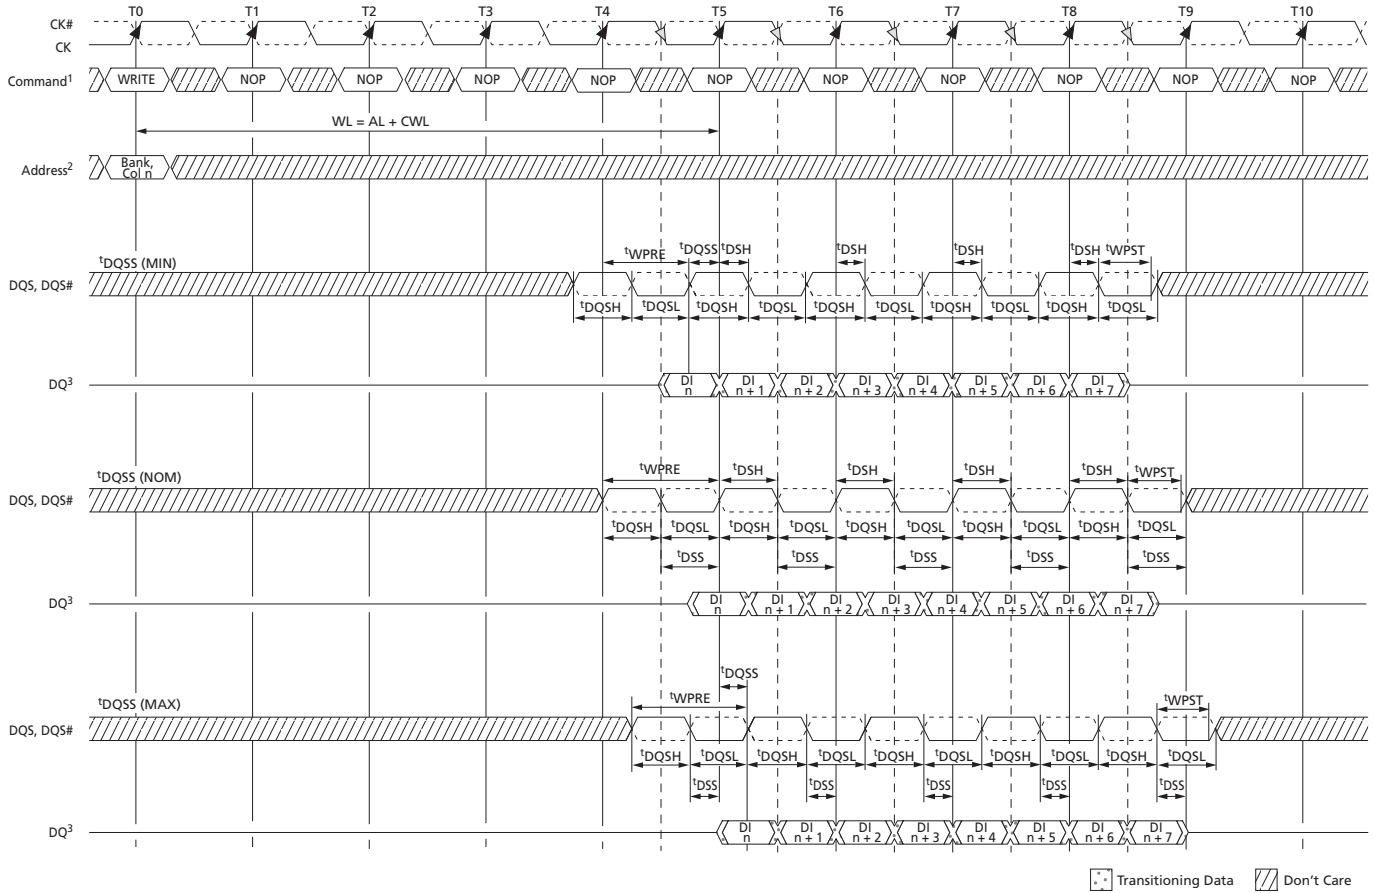 T0 T1 T2 T3 T4 T5 T6 T7 T8 T9 T10
CK#
CK
Command¹ WRITE NOP NOP NOP NOP NOP NOP NOP NOP NOP NOP
WL = AL + CWL
Address² Bank, Col n
tDQSS (MIN) tWPRE tDQSS tDSH tDSH tDSH tDSH tWPST
DQS, DQS#
tDQSH tDQSL tDQSH tDQSL tDQSH tDQSL tDQSH tDQSL tDQSH tDQSL
DQ³ DI n DI n + 1 DI n + 2 DI n + 3 DI n + 4 DI n + 5 DI n + 6 DI n + 7
tDQSS (NOM) tWPRE tDSH tDSH tDSH tDSH tWPST
DQS, DQS#
tDQSH tDQSL tDQSH tDQSL tDQSH tDQSL tDQSH tDQSL tDQSH tDQSL
tDSS tDSS tDSS tDSS tDSS
DQ³ DI n DI n + 1 DI n + 2 DI n + 3 DI n + 4 DI n + 5 DI n + 6 DI n + 7
tDQSS
tDQSS (MAX) tWPRE tWPST
DQS, DQS#
tDQSH tDQSL tDQSH tDQSL tDQSH tDQSL tDQSH tDQSL tDQSH tDQSL
tDSS tDSS tDSS tDSS tDSS
DQ³ DI n DI n + 1 DI n + 2 DI n + 3 DI n + 4 DI n + 5 DI n + 6 DI n + 7
Transitioning Data Don't Care